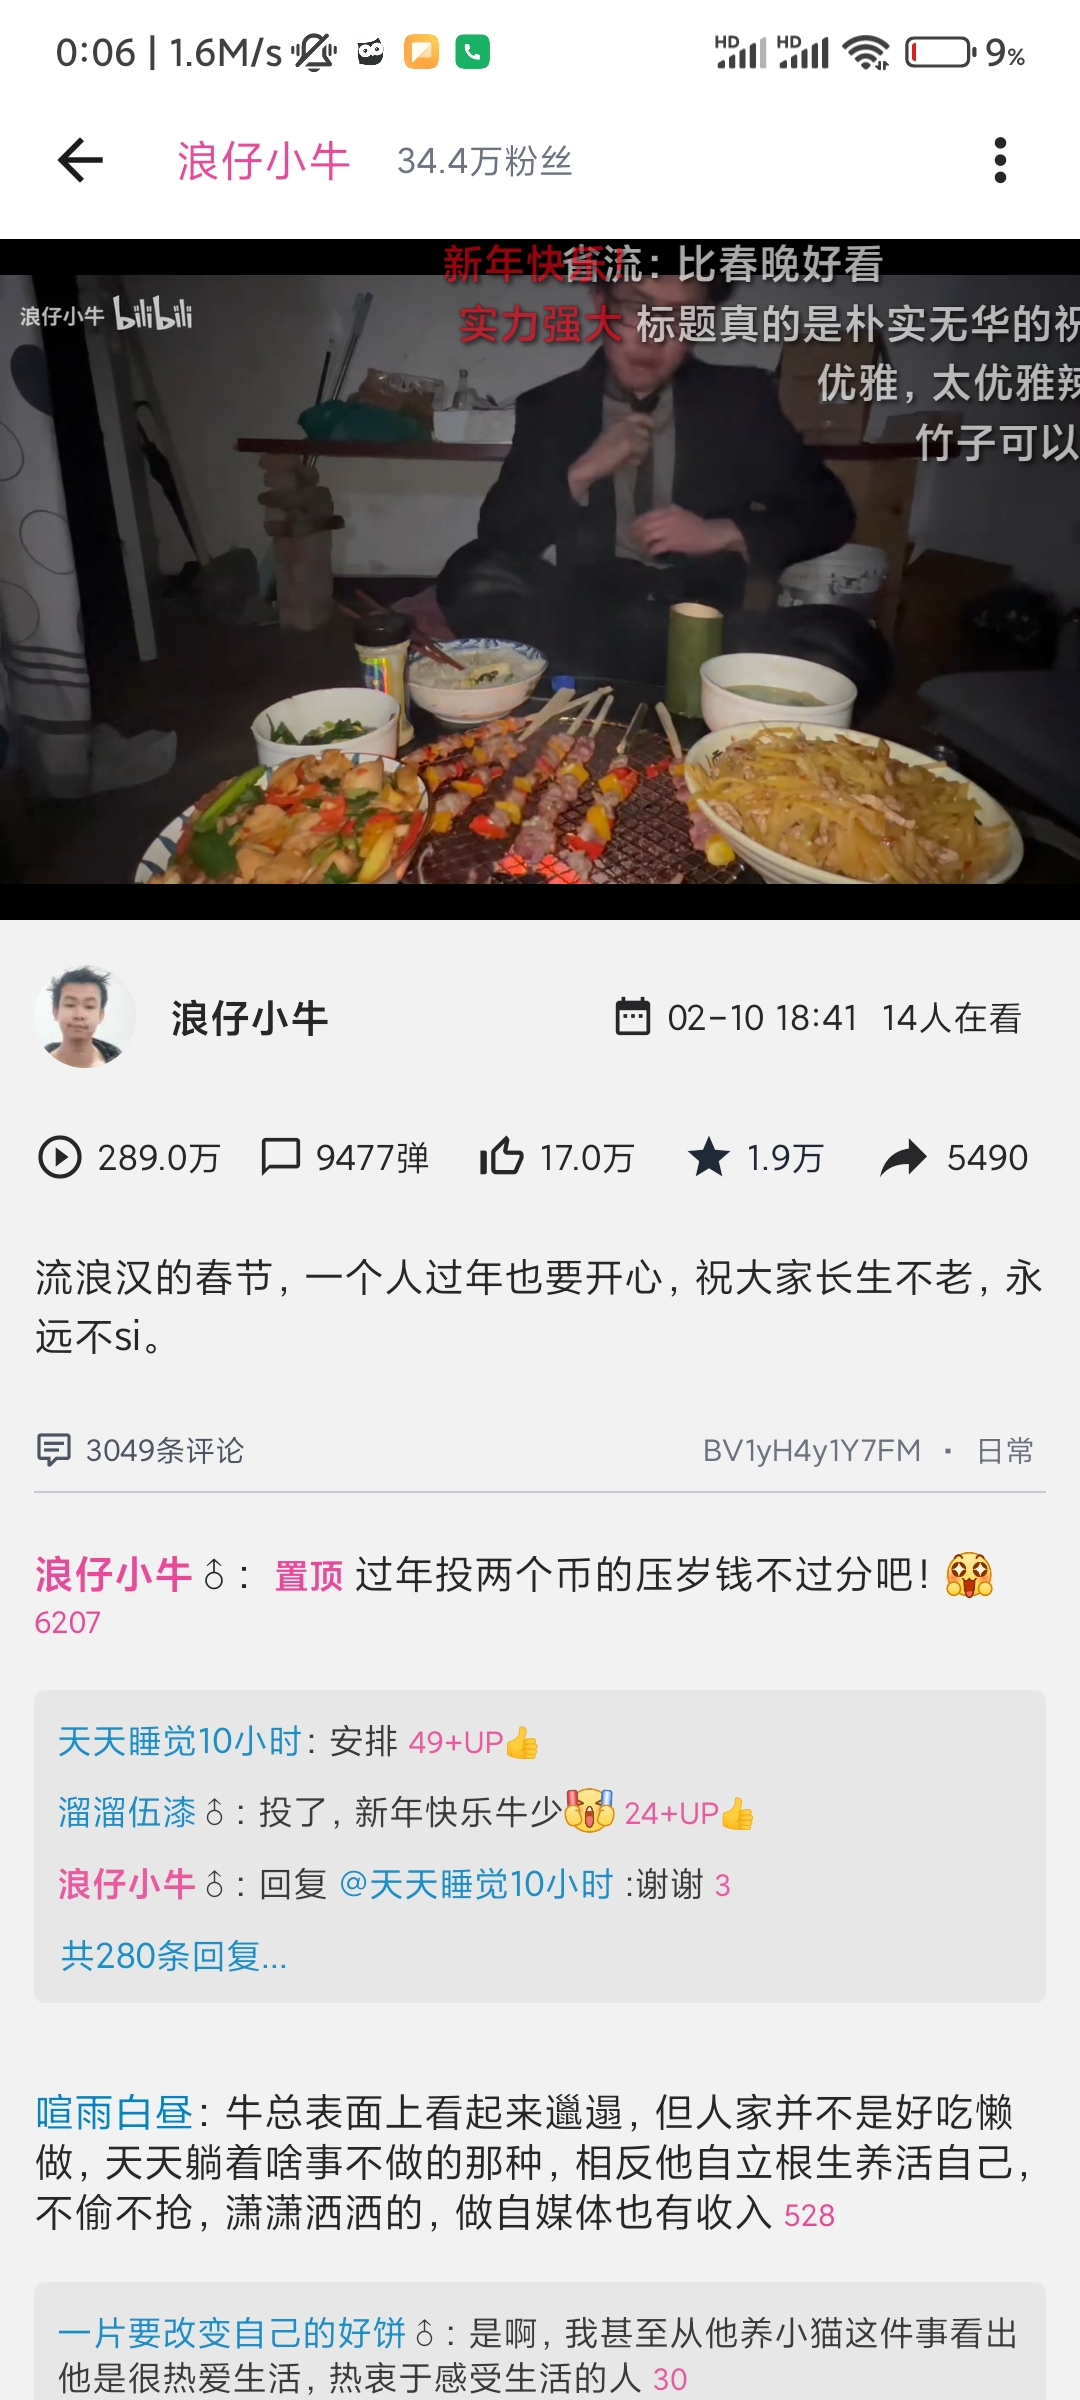 0:06 | 1.6M/s HD HD 9%
浪仔小牛 34.4万粉丝
新年快乐! 省流：比春晚好看
浪仔小牛 bilibili
实力强大 标题真的是朴实无华的祝
优雅，太优雅辣
竹子可以
浪仔小牛 02-10 18:41 14人在看
289.0万 9477弹 17.0万 1.9万 5490
流浪汉的春节，一个人过年也要开心，祝大家长生不老，永
远不si。
3049条评论 BV1yH4y1Y7FM · 日常
浪仔小牛♂：置顶 过年投两个币的压岁钱不过分吧！
6207
天天睡觉10小时：安排 49+UP👍
溜溜伍漆♂：投了，新年快乐牛少 24+UP👍
浪仔小牛♂：回复 @天天睡觉10小时 :谢谢 3
共280条回复...
喧雨白昼：牛总表面上看起来邋遢，但人家并不是好吃懒
做，天天躺着啥事不做的那种，相反他自立根生养活自己，
不偷不抢，潇潇洒洒的，做自媒体也有收入 528
一片要改变自己的好饼♂：是啊，我甚至从他养小猫这件事看出
他是很热爱生活，热衷于感受生活的人 30